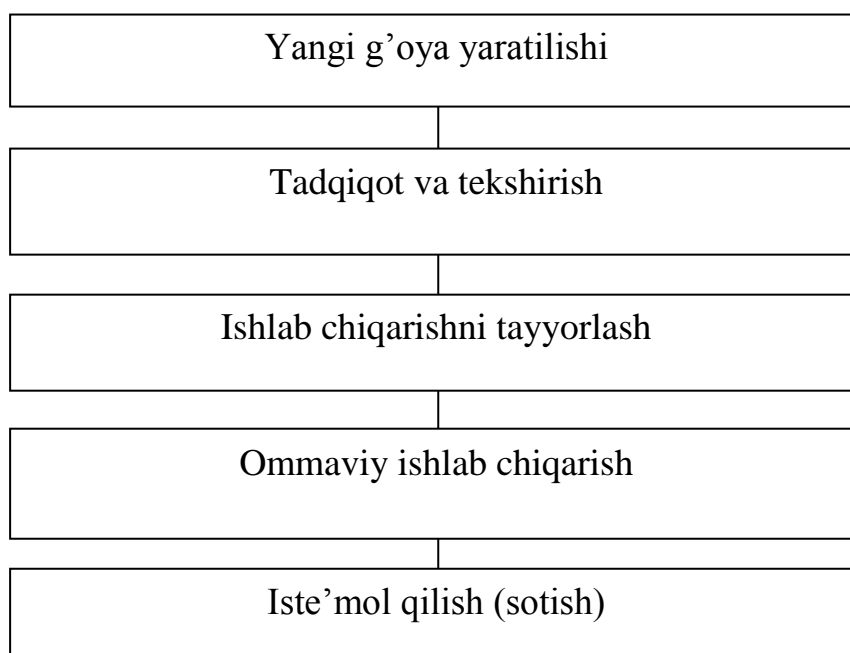 Yangi g’oya yaratilishi
Tadqiqot va tekshirish
Ishlab chiqarishni tayyorlash
Ommaviy ishlab chiqarish
Iste’mol qilish (sotish)